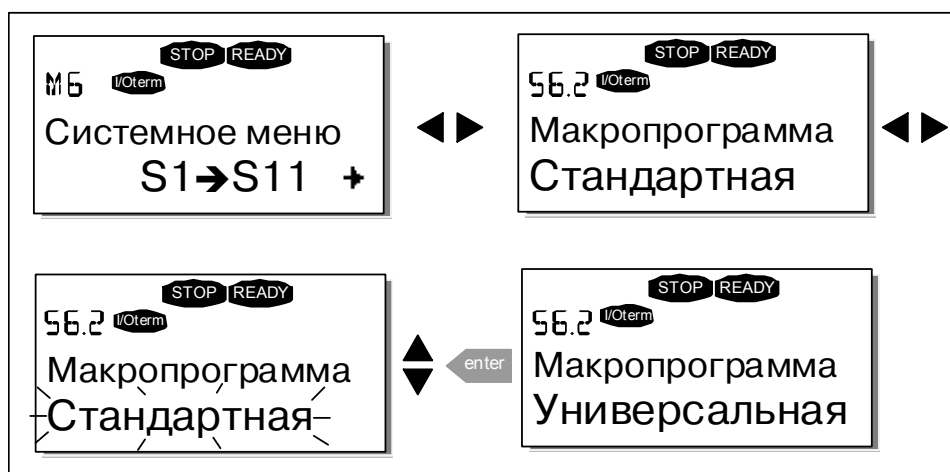 STOP READY
M6 I/Oterm
Системное меню
S1➔S11
STOP READY
S6.2 I/Oterm
Макропрограмма
Стандартная
STOP READY
S6.2 I/Oterm
Макропрограмма
Стандартная
enter
STOP READY
S6.2 I/Oterm
Макропрограмма
Универсальная